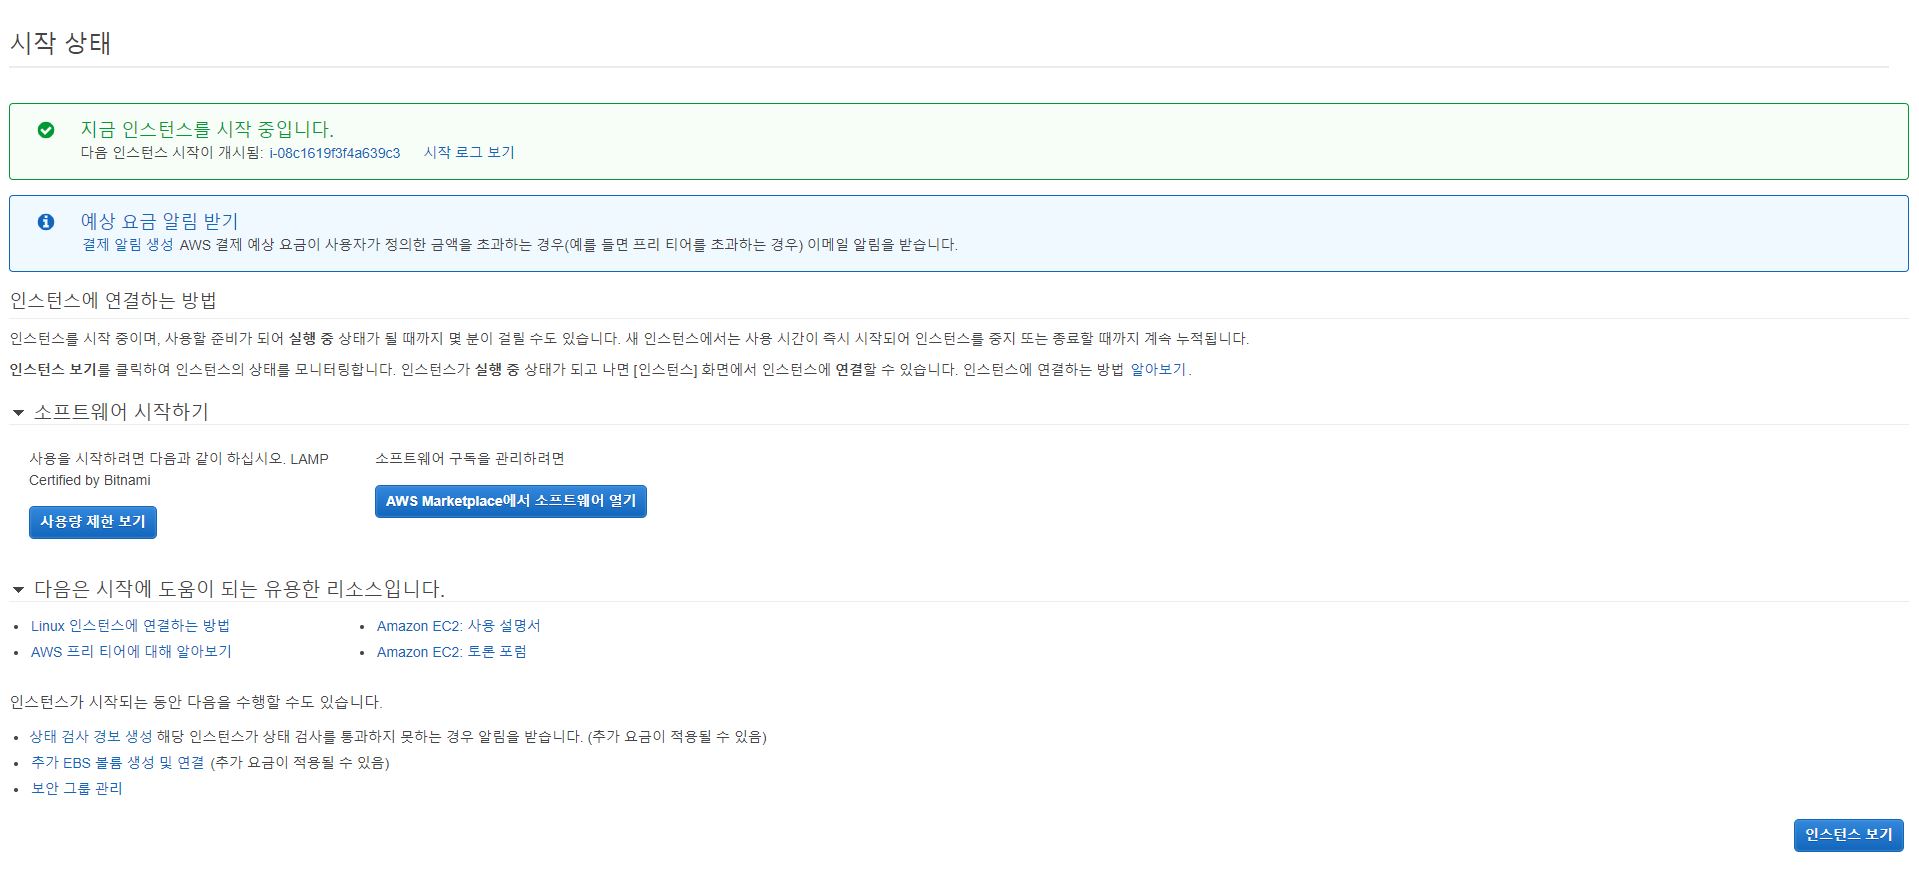 시작 상태
지금 인스턴스를 시작 중입니다.
다음 인스턴스 시작이 개시됨: i-08c1619f3f4a639c3 시작 로그 보기
예상 요금 알림 받기
결제 알림 생성 AWS 결제 예상 요금이 사용자가 정의한 금액을 초과하는 경우(예를 들면 프리 티어를 초과하는 경우) 이메일 알림을 받습니다.
인스턴스에 연결하는 방법
인스턴스를 시작 중이며, 사용할 준비가 되어 실행 중 상태가 될 때까지 몇 분이 걸릴 수도 있습니다. 새 인스턴스에서는 사용 시간이 즉시 시작되어 인스턴스를 중지 또는 종료할 때까지 계속 누적됩니다.
인스턴스 보기를 클릭하여 인스턴스의 상태를 모니터링합니다. 인스턴스가 실행 중 상태가 되고 나면 [인스턴스] 화면에서 인스턴스에 연결할 수 있습니다. 인스턴스에 연결하는 방법 알아보기.
소프트웨어 시작하기
사용을 시작하려면 다음과 같이 하십시오. LAMP
Certified by Bitnami
사용량 제한 보기
소프트웨어 구독을 관리하려면
AWS Marketplace에서 소프트웨어 열기
다음은 시작에 도움이 되는 유용한 리소스입니다.
• Linux 인스턴스에 연결하는 방법
• AWS 프리 티어에 대해 알아보기
• Amazon EC2: 사용 설명서
• Amazon EC2: 토론 포럼
인스턴스가 시작되는 동안 다음을 수행할 수도 있습니다.
• 상태 검사 경보 생성 해당 인스턴스가 상태 검사를 통과하지 못하는 경우 알림을 받습니다. (추가 요금이 적용될 수 있음)
• 추가 EBS 볼륨 생성 및 연결 (추가 요금이 적용될 수 있음)
• 보안 그룹 관리
인스턴스 보기